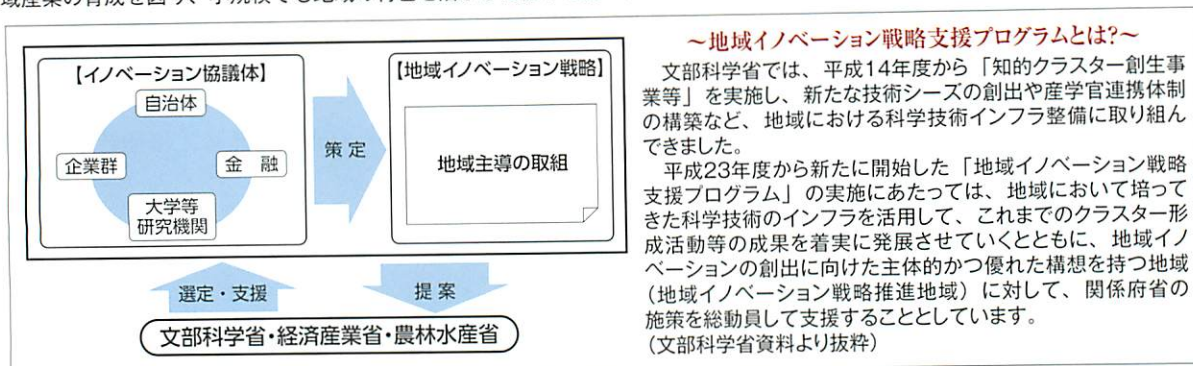 【イノベーション協議体】
自治体
企業群
金 融
大学等
研究機関
策 定
【地域イノベーション戦略】
地域主導の取組
選定・支援
提 案
文部科学省・経済産業省・農林水産省
～地域イノベーション戦略支援プログラムとは?～
文部科学省では、平成14年度から「知的クラスター創生事
業等」を実施し、新たな技術シーズの創出や産学官連携体制
の構築など、地域における科学技術インフラ整備に取り組ん
できました。
平成23年度から新たに開始した「地域イノベーション戦略
支援プログラム」の実施にあたっては、地域において培って
きた科学技術のインフラを活用して、これまでのクラスター形
成活動等の成果を着実に発展させていくとともに、地域イノ
ベーションの創出に向けた主体的かつ優れた構想を持つ地域
(地域イノベーション戦略推進地域)に対して、関係府省の
施策を総動員して支援することとしています。
(文部科学省資料より抜粋)